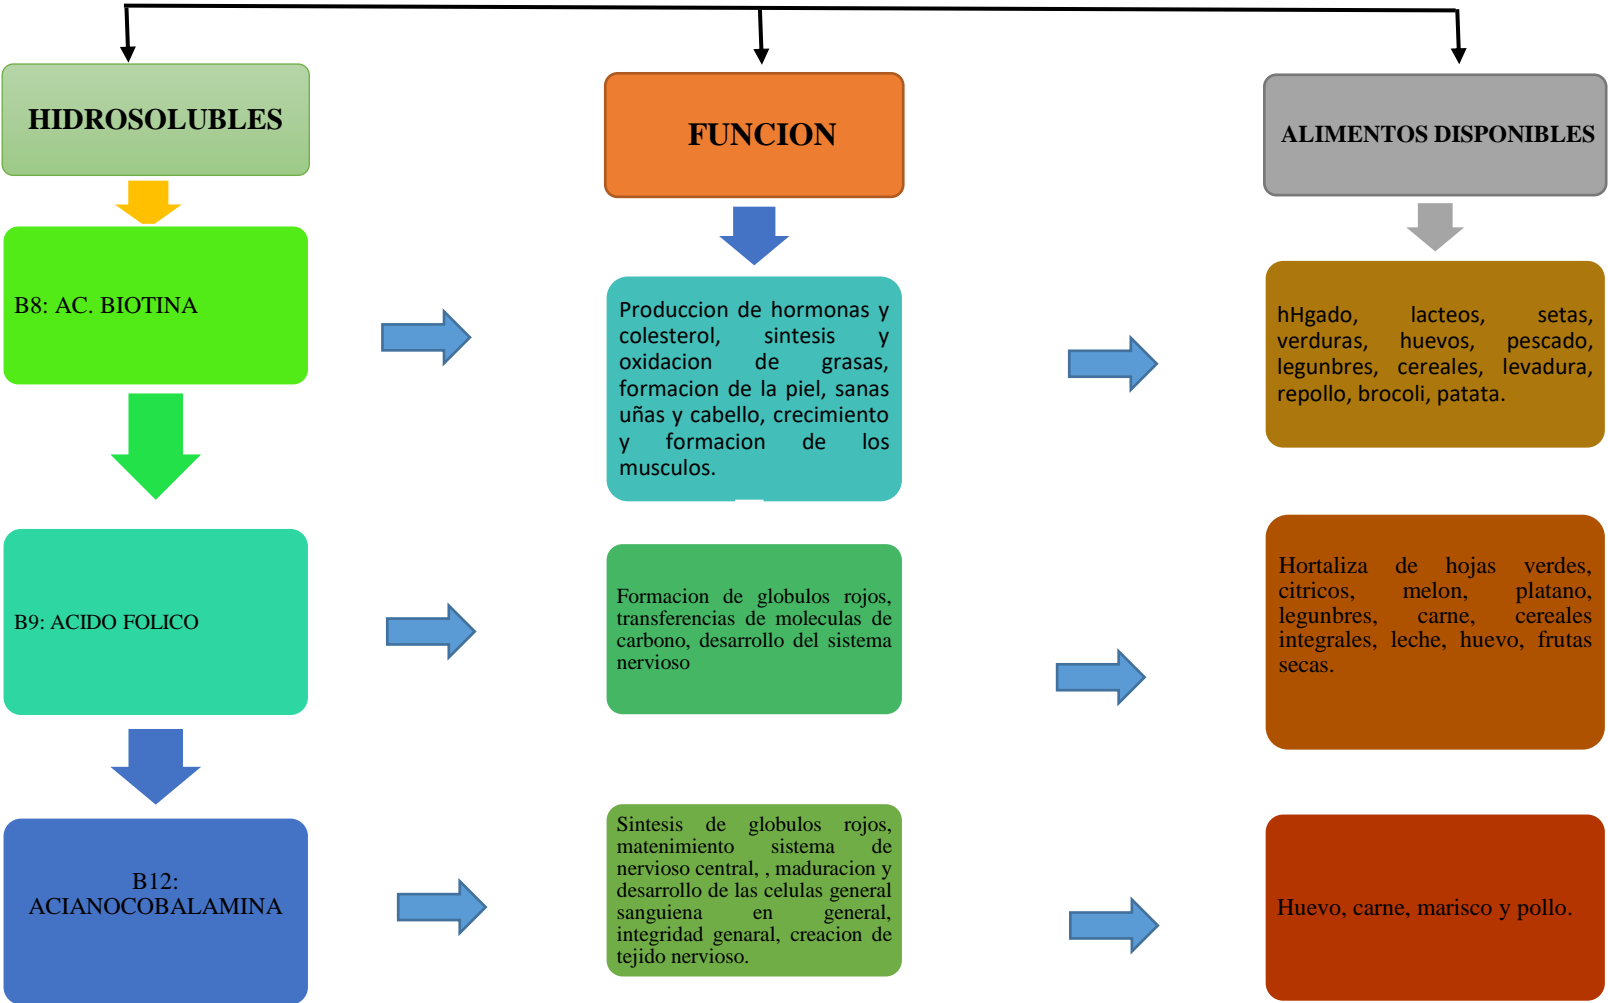 HIDROSOLUBLES
FUNCION
ALIMENTOS DISPONIBLES
B8: AC. BIOTINA
Produccion de hormonas y
colesterol, sintesis y
oxidacion de grasas,
formacion de la piel, sanas
uñas y cabello, crecimiento
y formacion de los
musculos.
hHgado, lacteos, setas,
verduras, huevos, pescado,
legunbres, cereales, levadura,
repollo, brocoli, patata.
B9: ACIDO FOLICO
Formacion de globulos rojos,
transferencias de moleculas de
carbono, desarrollo del sistema
nervioso
Hortaliza de hojas verdes,
citricos, melon, platano,
legunbres, carne, cereales
integrales, leche, huevo, frutas
secas.
B12:
ACIANOCOBALAMINA
Sintesis de globulos rojos,
matenimiento sistema de
nervioso central, , maduracion y
desarrollo de las celulas general
sanguiena en general,
integridad genaral, creacion de
tejido nervioso.
Huevo, carne, marisco y pollo.